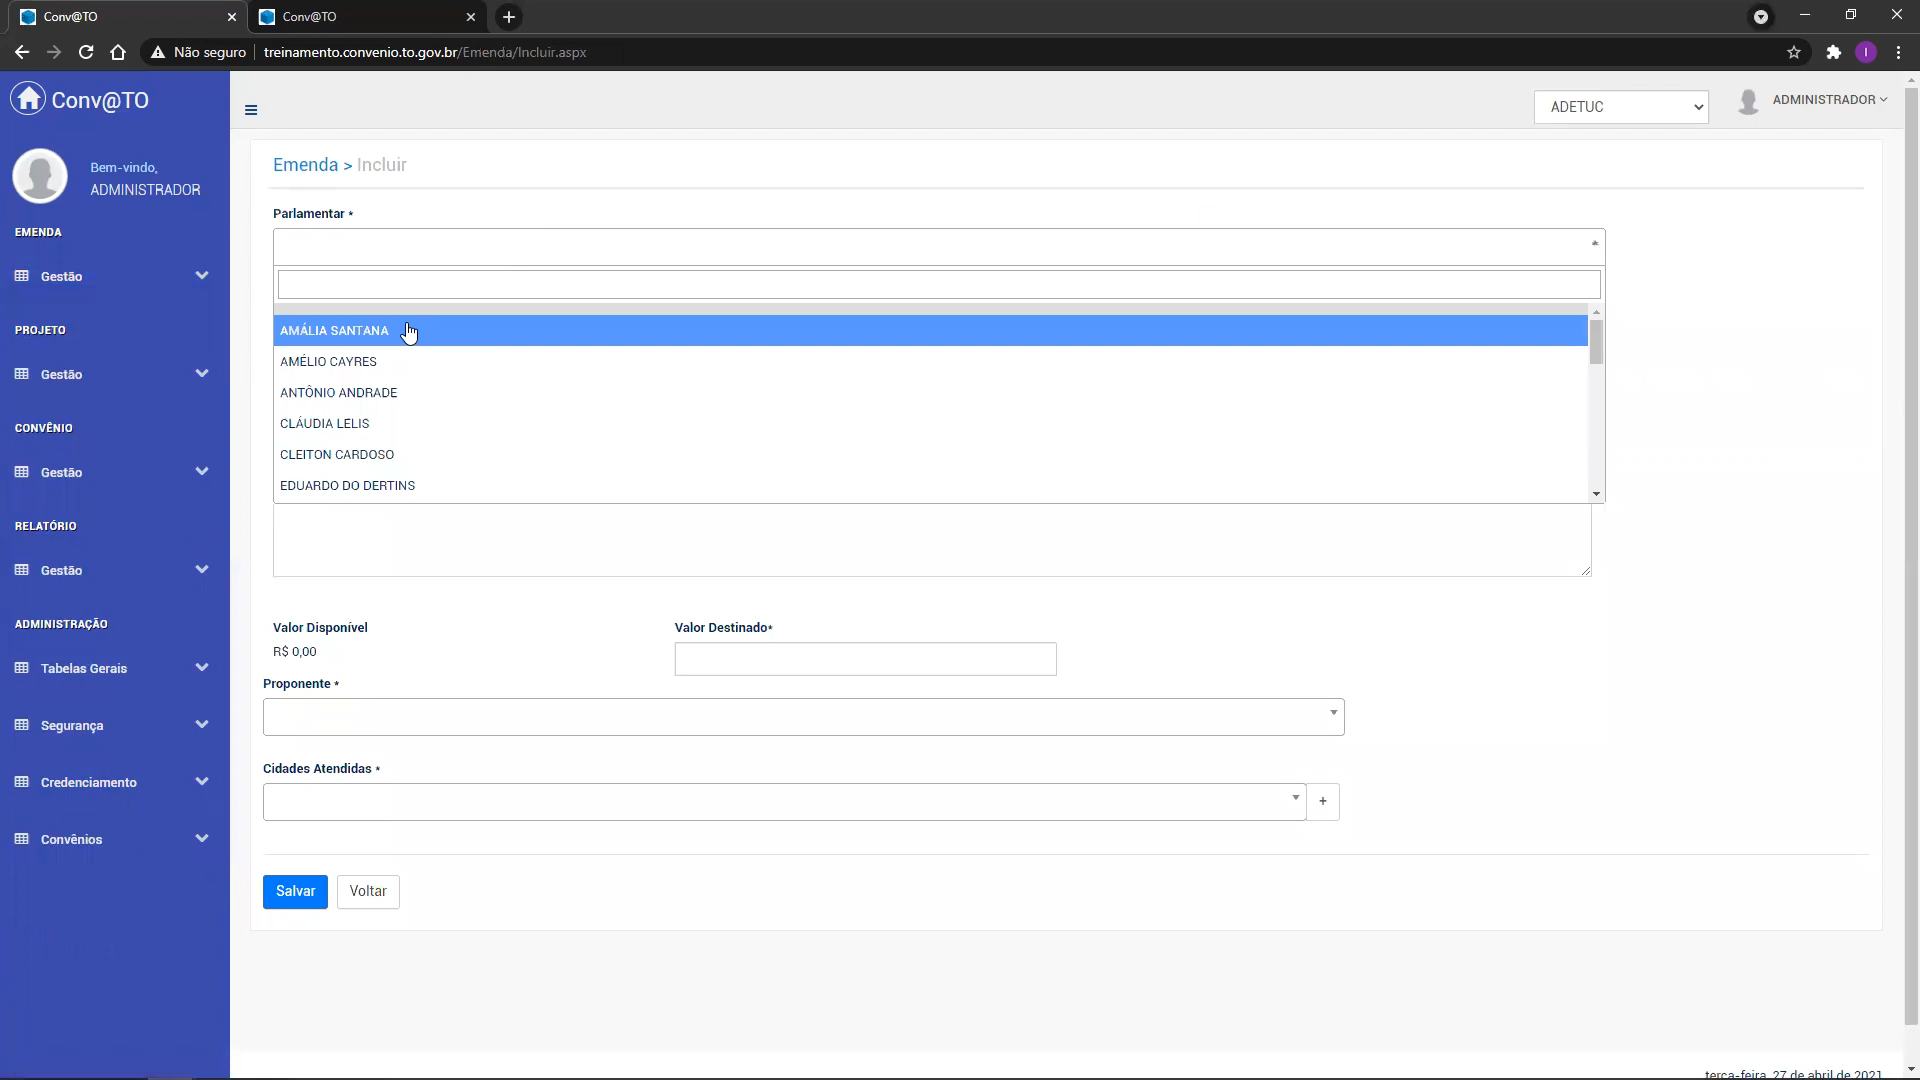 Conv@TO
Conv@TO
Não seguro
treinamento.convenio.to.gov.br/Emenda/Incluir.aspx
I
Conv@TO
ADETUC
ADMINISTRADOR
Bem-vindo,
ADMINISTRADOR
EMENDA
Gestão
PROJETO
Gestão
CONVÊNIO
Gestão
RELATÓRIO
Gestão
ADMINISTRAÇÃO
Tabelas Gerais
Segurança
Credenciamento
Convênios
Emenda > Incluir
Parlamentar *
AMÁLIA SANTANA
AMÉLIO CAYRES
ANTÔNIO ANDRADE
CLÁUDIA LELIS
CLEITON CARDOSO
EDUARDO DO DERTINS
Valor Disponível
R$ 0,00
Valor Destinado*
Proponente *
Cidades Atendidas *
+
Salvar
Voltar
terça-feira, 27 de abril de 2021